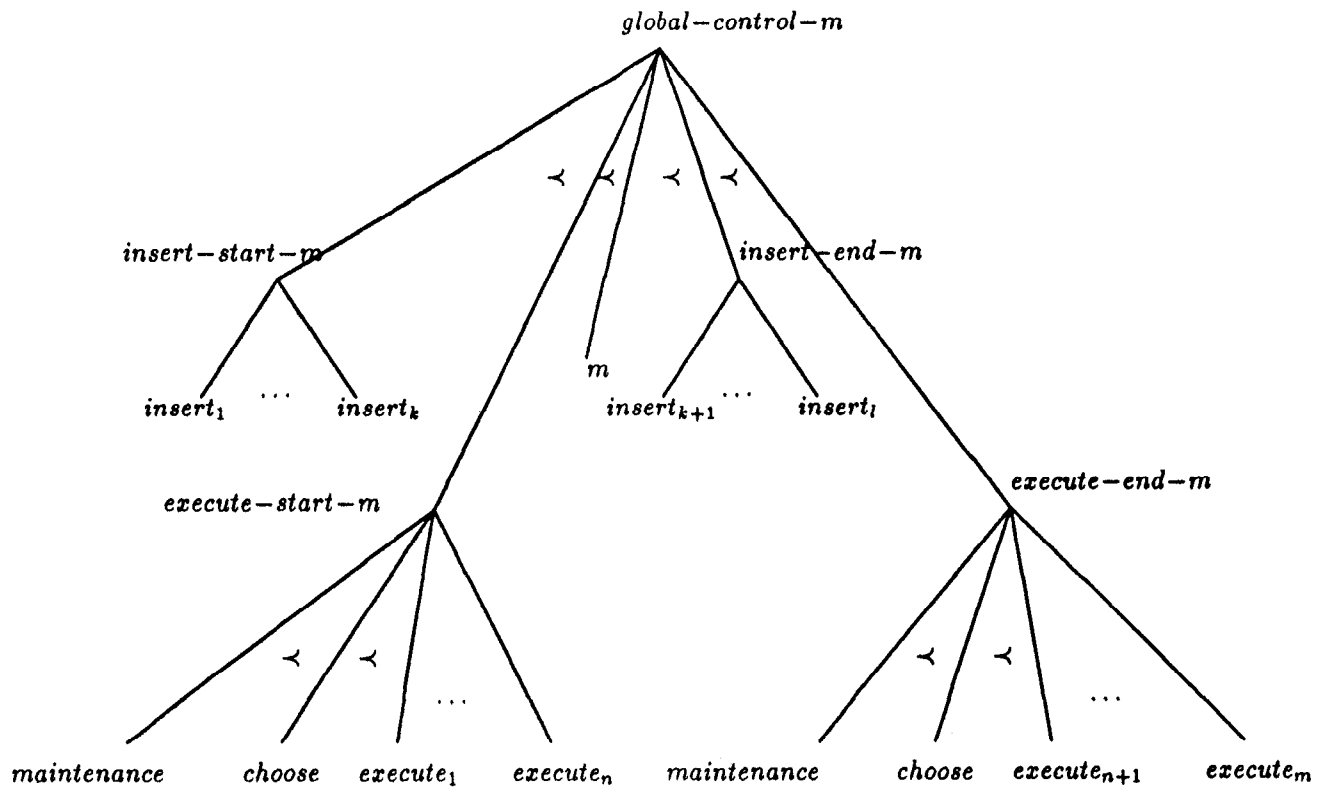 global−control−m
≺ ≺ ≺ ≺
insert−start−m insert−end−m
m
insert₁ ... insertₖ insertₖ₊₁ ... insertₗ
execute−start−m execute−end−m
≺ ≺ ... ≺ ≺ ...
maintenance choose execute₁ executeₙ maintenance choose executeₙ₊₁ executeₘ